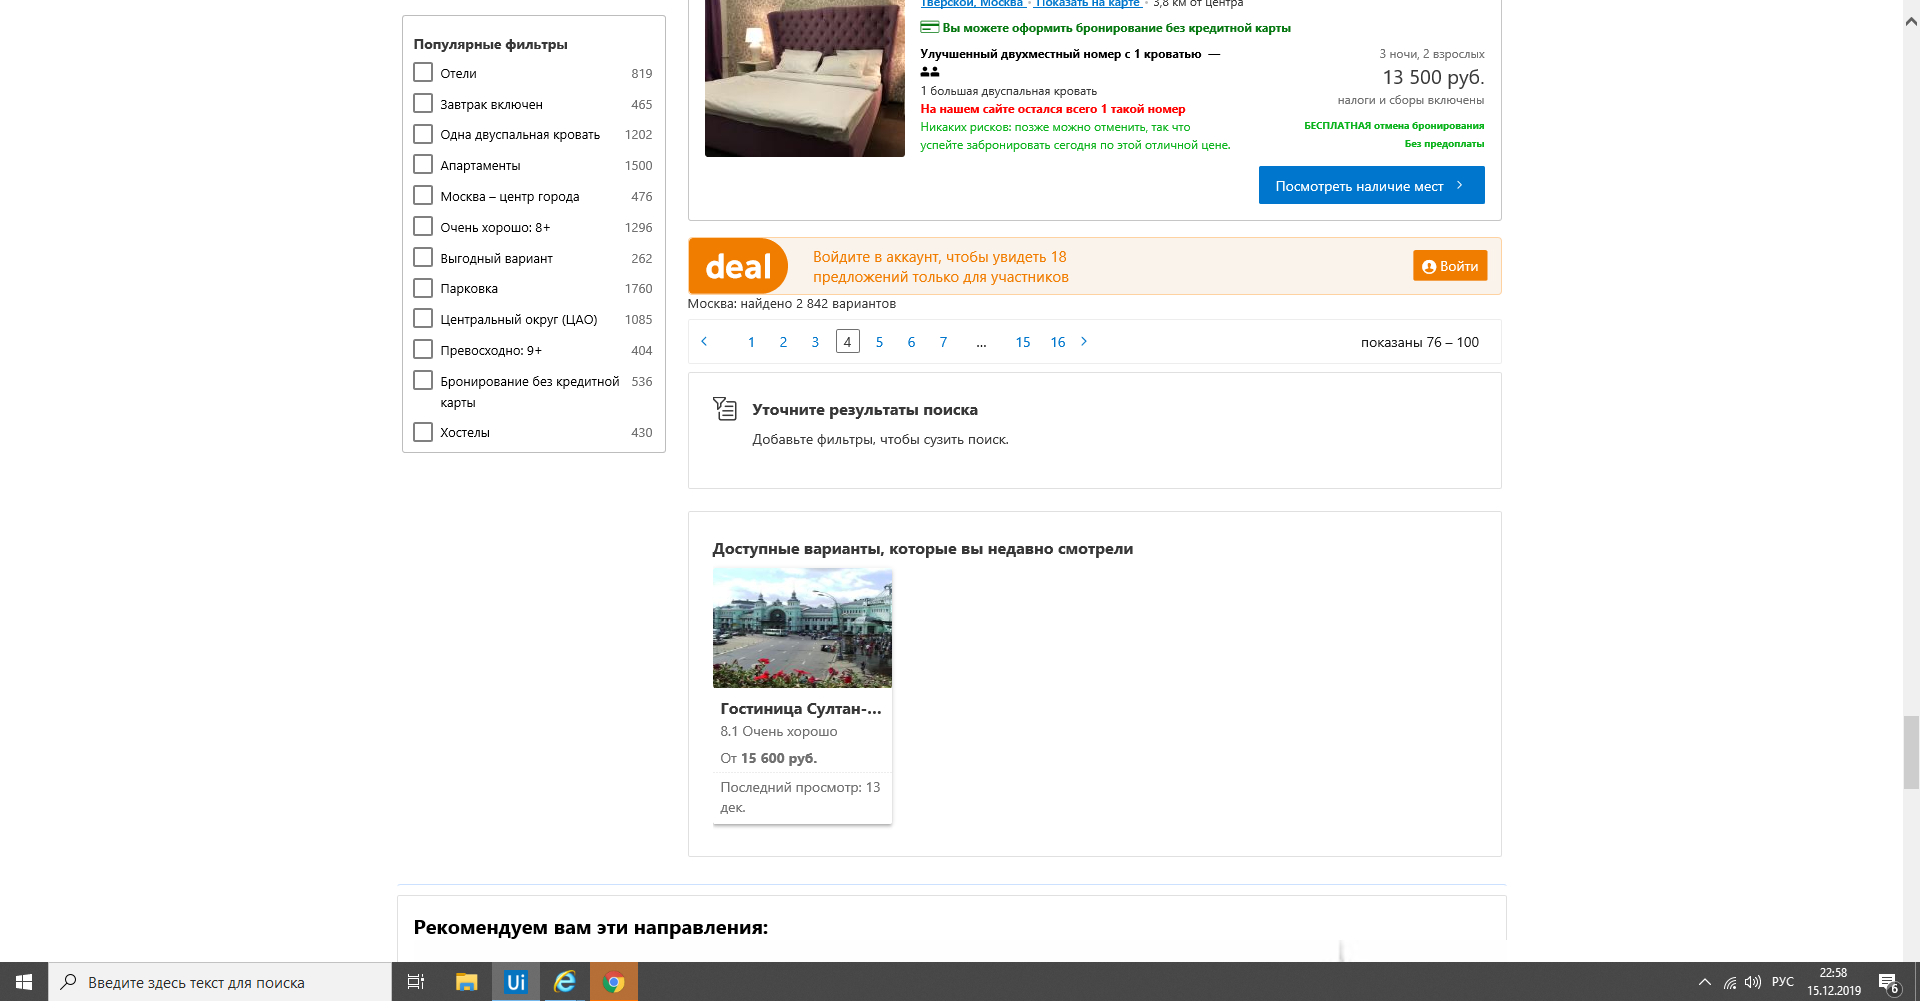 Популярные фильтры
Отели 819
Завтрак включен 465
Одна двуспальная кровать 1202
Апартаменты 1500
Москва – центр города 476
Очень хорошо: 8+ 1296
Выгодный вариант 262
Парковка 1760
Центральный округ (ЦАО) 1085
Превосходно: 9+ 404
Бронирование без кредитной 536
карты
Хостелы 430
Тверской, Москва • Показать на карте • 3,8 км от центра
Вы можете оформить бронирование без кредитной карты
Улучшенный двухместный номер с 1 кроватью —
1 большая двуспальная кровать
На нашем сайте остался всего 1 такой номер
Никаких рисков: позже можно отменить, так что
успейте забронировать сегодня по этой отличной цене.
3 ночи, 2 взрослых
13 500 руб.
налоги и сборы включены
БЕСПЛАТНАЯ отмена бронирования
Без предоплаты
Посмотреть наличие мест
deal
Войдите в аккаунт, чтобы увидеть 18
предложений только для участников
Войти
Москва: найдено 2 842 вариантов
1 2 3 4 5 6 7 ... 15 16
показаны 76 – 100
Уточните результаты поиска
Добавьте фильтры, чтобы сузить поиск.
Доступные варианты, которые вы недавно смотрели
Гостиница Султан-...
8.1 Очень хорошо
От 15 600 руб.
Последний просмотр: 13
дек.
Рекомендуем вам эти направления:
Введите здесь текст для поиска
Ui
РУС
22:58
15.12.2019
6